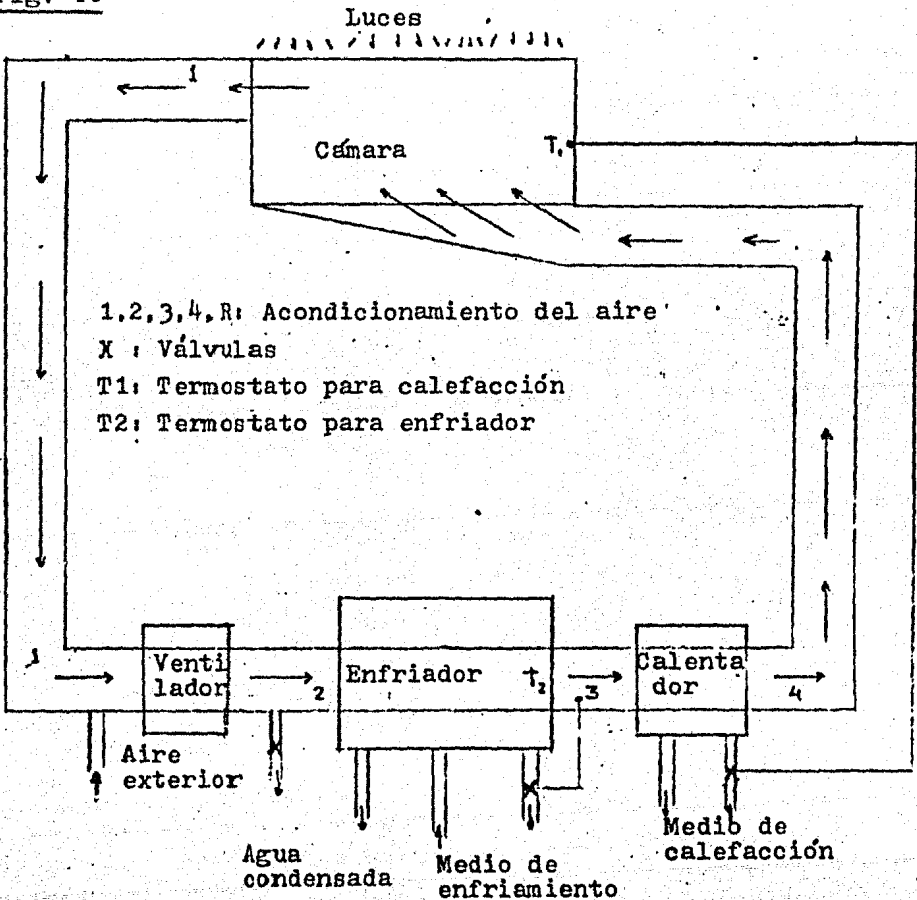 Luces
1
Cámara
T1
1,2,3,4,R: Acondicionamiento del aire
X : Válvulas
T1: Termostato para calefacción
T2: Termostato para enfriador
1
Venti
lador
2
Enfriador
T2
3
Calenta
dor
4
Aire
exterior
Agua
condensada
Medio de
enfriamiento
Medio de
calefacción